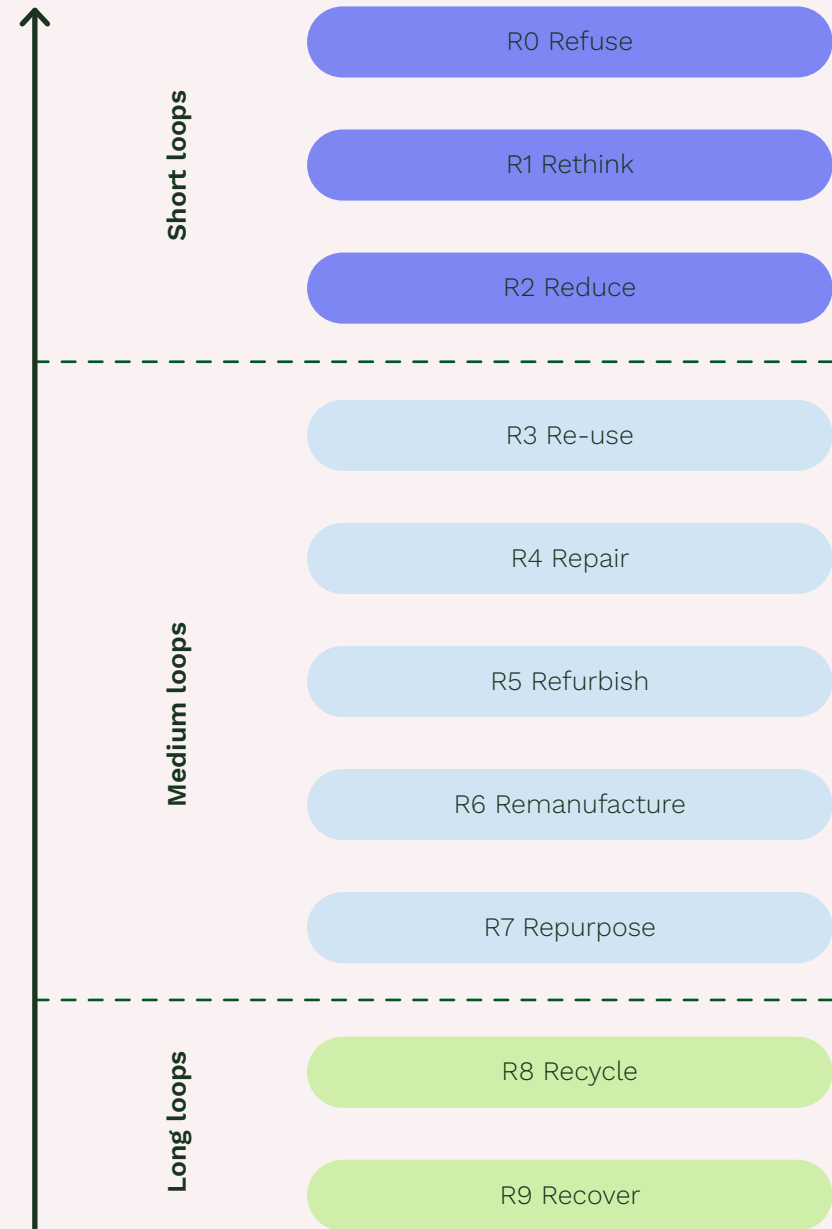 Short loops
R0 Refuse
R1 Rethink
R2 Reduce
Medium loops
R3 Re-use
R4 Repair
R5 Refurbish
R6 Remanufacture
R7 Repurpose
Long loops
R8 Recycle
R9 Recover